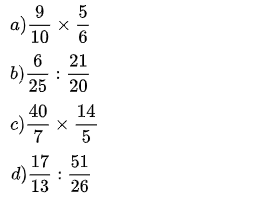 a) 9/10 × 5/6
b) 6/25 : 21/20
c) 40/7 × 14/5
d) 17/13 : 51/26